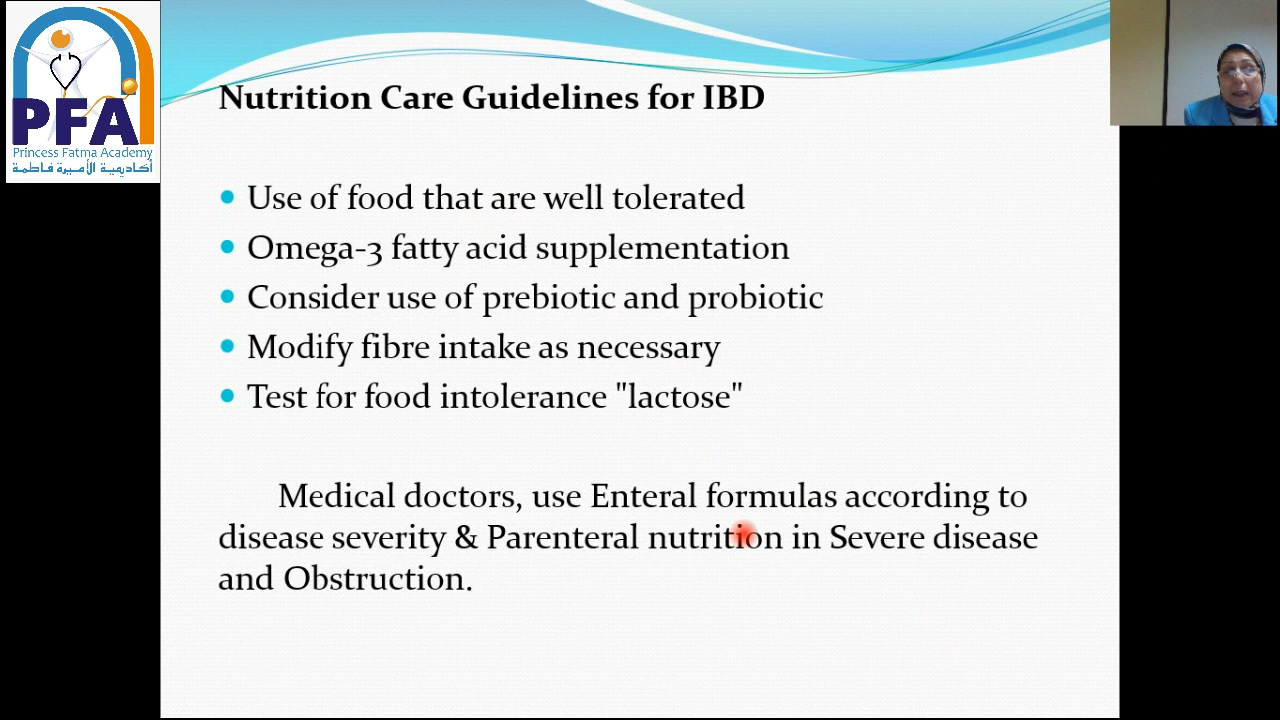 PFA
Princess Fatma Academy
أكاديمية الأميرة فاطمة
Nutrition Care Guidelines for IBD
Use of food that are well tolerated
Omega-3 fatty acid supplementation
Consider use of prebiotic and probiotic
Modify fibre intake as necessary
Test for food intolerance "lactose"
Medical doctors, use Enteral formulas according to
disease severity & Parenteral nutrition in Severe disease
and Obstruction.